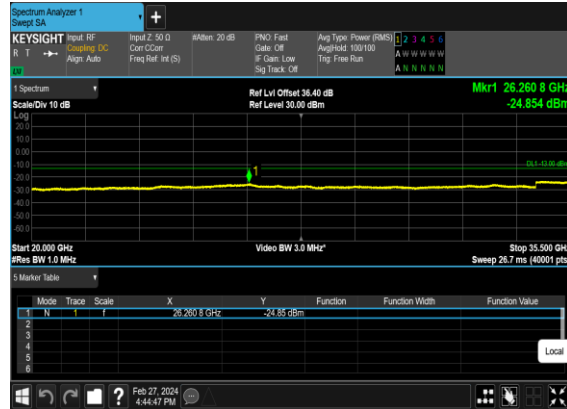 Spectrum Analyzer 1
Swept SA
+
KEYSIGHT Input: RF Input Z: 50 Ω #Atten: 20 dB PNO: Fast Avg Type: Power (RMS) 1 2 3 4 5 6
R T Coupling: DC Corr CCorr Gate: Off Avg|Hold: 100/100 A W W W W W
Align: Auto Freq Ref: Int (S) IF Gain: Low Trig: Free Run
Sig Track: Off A N N N N N
1 Spectrum Ref Lvl Offset 36.40 dB Mkr1 26.260 8 GHz
Scale/Div 10 dB Ref Level 30.00 dBm -24.854 dBm
Log
20.0
10.0
0.00
-10.0 DL1 -13.00 dBm
-20.0
-30.0
-40.0
-50.0
-60.0
1
Start 20.000 GHz Video BW 3.0 MHz* Stop 35.500 GHz
#Res BW 1.0 MHz Sweep 26.7 ms (40001 pts)
5 Marker Table
Mode Trace Scale X Y Function Function Width Function Value
1 N 1 f 26.260 8 GHz -24.85 dBm
2
3
4
5
6
Local
? Feb 27, 2024
4:44:47 PM